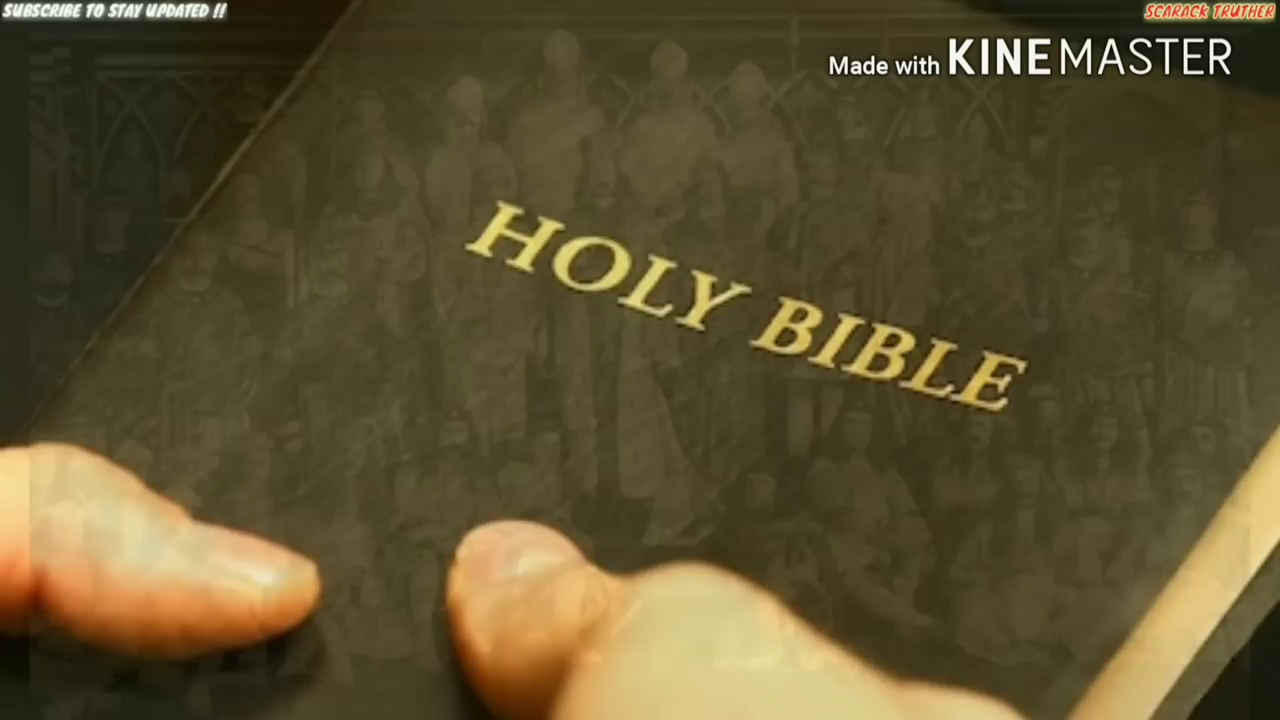 SUBSCRIBE TO STAY UPDATED !!
SCARACK TRUTHER
Made with KINEMASTER
HOLY BIBLE